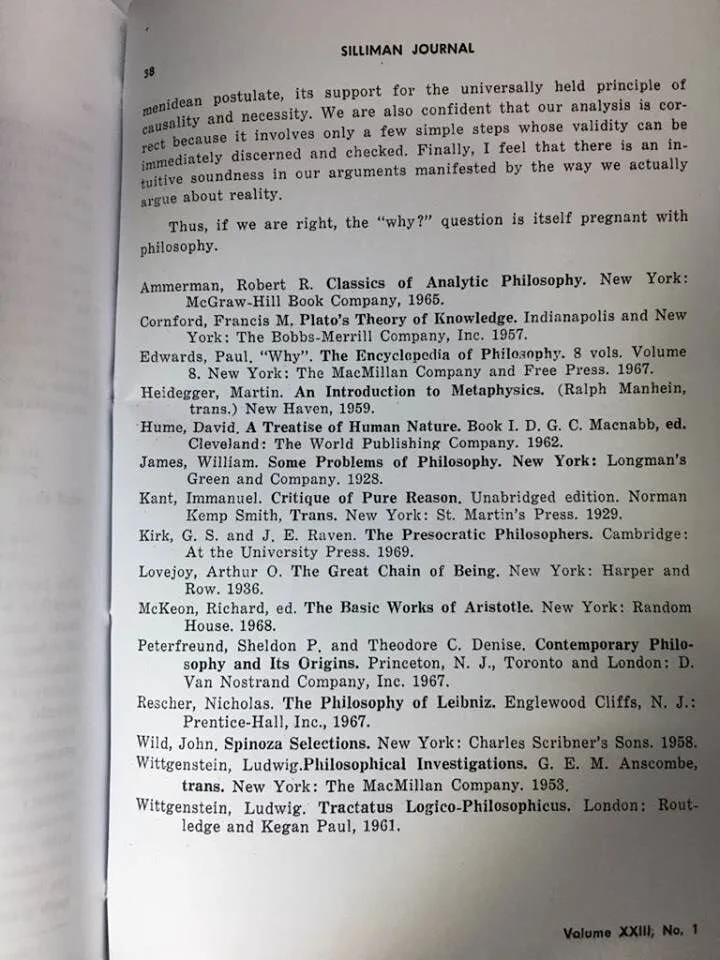 SILLIMAN JOURNAL
38
menidean postulate, its support for the universally held principle of
causality and necessity. We are also confident that our analysis is cor-
rect because it involves only a few simple steps whose validity can be
immediately discerned and checked. Finally, I feel that there is an in-
tuitive soundness in our arguments manifested by the way we actually
argue about reality.
Thus, if we are right, the “why?” question is itself pregnant with
philosophy.
Ammerman, Robert R. Classics of Analytic Philosophy. New York:
McGraw-Hill Book Company, 1965.
Cornford, Francis M. Plato's Theory of Knowledge. Indianapolis and New
York: The Bobbs-Merrill Company, Inc. 1957.
Edwards, Paul. “Why”. The Encyclopedia of Philosophy. 8 vols. Volume
8. New York: The MacMillan Company and Free Press. 1967.
Heidegger, Martin. An Introduction to Metaphysics. (Ralph Manhein,
trans.) New Haven, 1959.
Hume, David. A Treatise of Human Nature. Book I. D. G. C. Macnabb, ed.
Cleveland: The World Publishing Company. 1962.
James, William. Some Problems of Philosophy. New York: Longman's
Green and Company. 1928.
Kant, Immanuel. Critique of Pure Reason. Unabridged edition. Norman
Kemp Smith, Trans. New York: St. Martin's Press. 1929.
Kirk, G. S. and J. E. Raven. The Presocratic Philosophers. Cambridge:
At the University Press. 1969.
Lovejoy, Arthur O. The Great Chain of Being. New York: Harper and
Row. 1936.
McKeon, Richard, ed. The Basic Works of Aristotle. New York: Random
House. 1968.
Peterfreund, Sheldon P. and Theodore C. Denise. Contemporary Philo-
sophy and Its Origins. Princeton, N. J., Toronto and London: D.
Van Nostrand Company, Inc. 1967.
Rescher, Nicholas. The Philosophy of Leibniz. Englewood Cliffs, N. J.:
Prentice-Hall, Inc., 1967.
Wild, John. Spinoza Selections. New York: Charles Scribner's Sons. 1958.
Wittgenstein, Ludwig.Philosophical Investigations. G. E. M. Anscombe,
trans. New York: The MacMillan Company. 1953.
Wittgenstein, Ludwig. Tractatus Logico-Philosophicus. London: Rout-
ledge and Kegan Paul, 1961.
Volume XXIII, No. 1